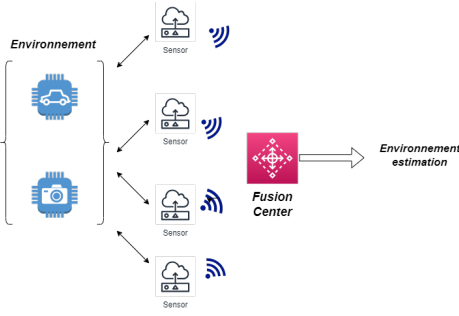 Environnement
Sensor
Sensor
Sensor
Sensor
Fusion
Center
Environnement
estimation